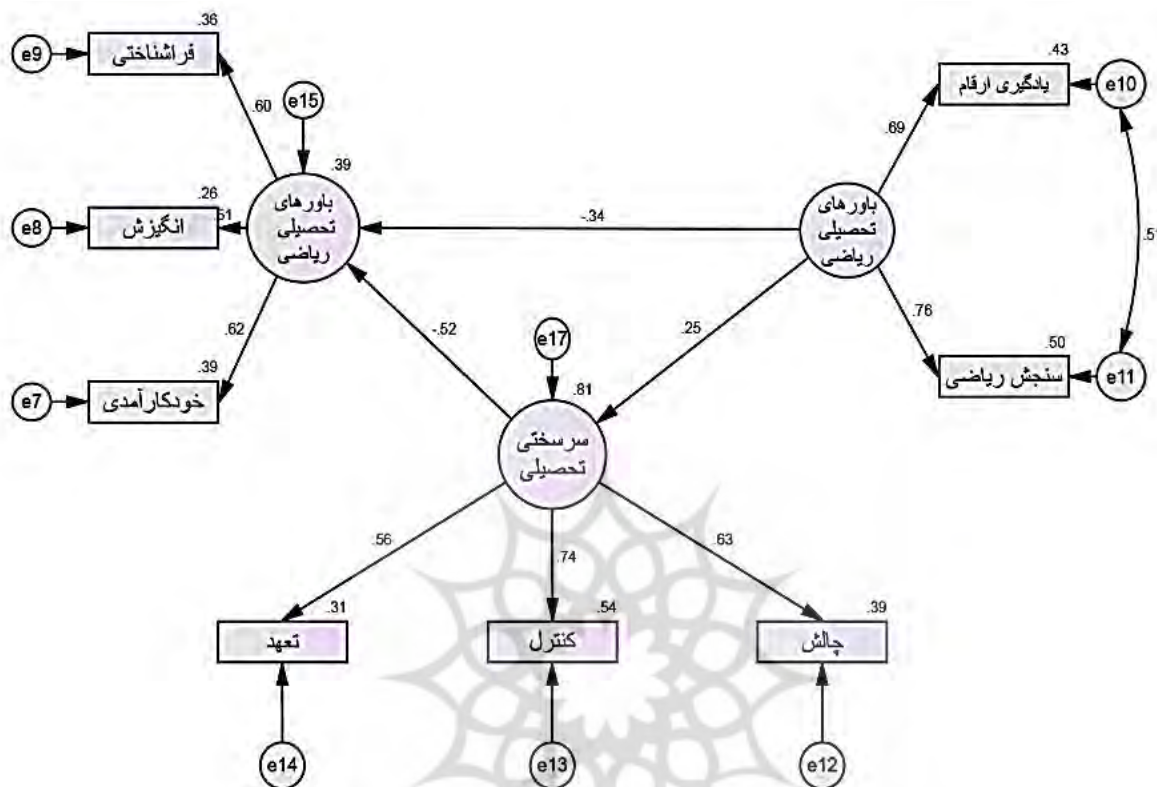 .36
e9
فراشناختی
.60
e15
.39
باورهای
تحصیلی
ریاضی
.26
.51
e8
انگیزش
.62
.39
e7
خودکارآمدی
-.34
-.52
.43
یادگیری ارقام
e10
.69
باورهای
تحصیلی
ریاضی
.51
.76
.50
سنجش ریاضی
e11
.25
e17
.81
سرسختی
تحصیلی
.56
.74
.63
.31
تعهد
.54
کنترل
.39
چالش
e14
e13
e12